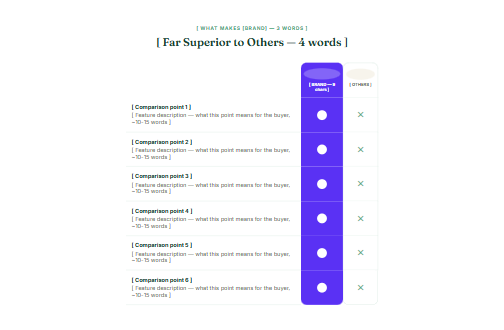 [ WHAT MAKES [BRAND] — 3 WORDS ]
[ Far Superior to Others — 4 words ]
[ BRAND — 6
others]
[ OTHERS ]
[ Comparison point 1 ]
[ Feature description — what this point means for the buyer,
~10-15 words ]
[ Comparison point 2 ]
[ Feature description — what this point means for the buyer,
~10-15 words ]
[ Comparison point 3 ]
[ Feature description — what this point means for the buyer,
~10-15 words ]
[ Comparison point 4 ]
[ Feature description — what this point means for the buyer,
~10-15 words ]
[ Comparison point 5 ]
[ Feature description — what this point means for the buyer,
~10-15 words ]
[ Comparison point 6 ]
[ Feature description — what this point means for the buyer,
~10-15 words ]